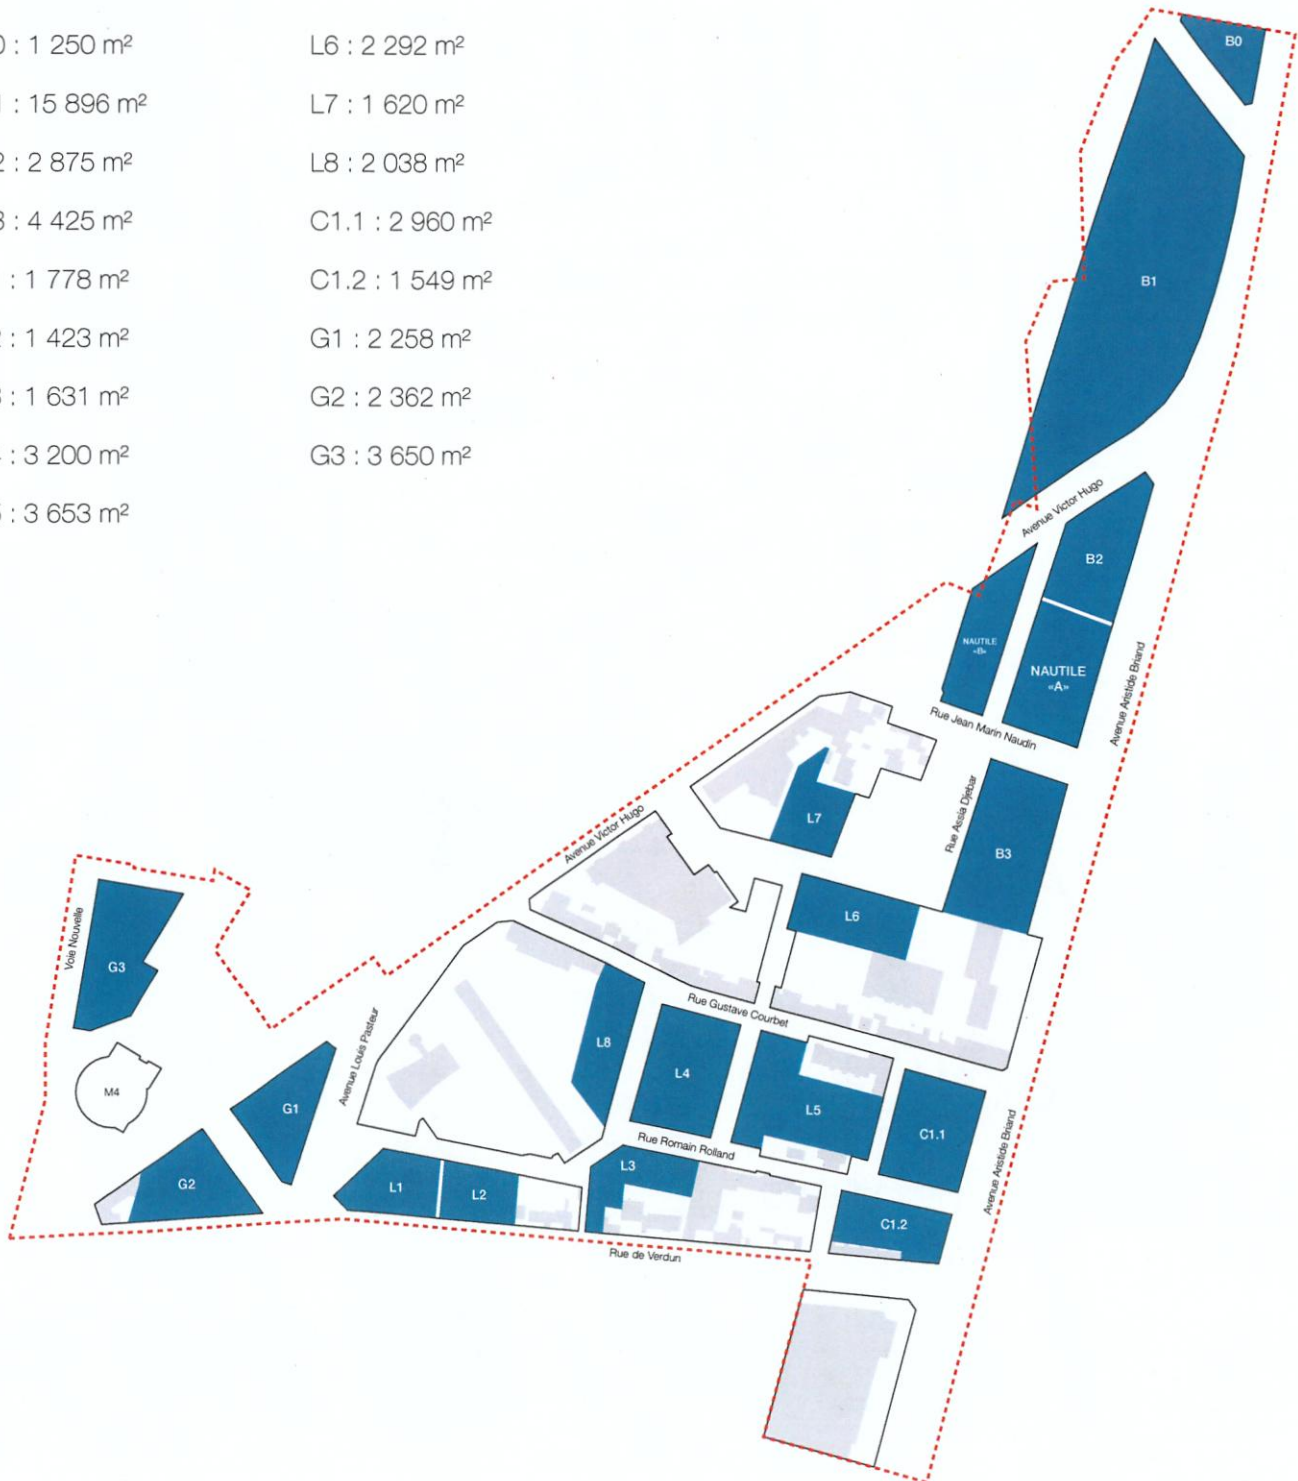 0 : 1 250 m²
: 15 896 m²
2 : 2 875 m²
3 : 4 425 m²
: 1 778 m²
: 1 423 m²
: 1 631 m²
: 3 200 m²
: 3 653 m²
L6 : 2 292 m²
L7 : 1 620 m²
L8 : 2 038 m²
C1.1 : 2 960 m²
C1.2 : 1 549 m²
G1 : 2 258 m²
G2 : 2 362 m²
G3 : 3 650 m²
B0
B1
Avenue Victor Hugo
B2
NAUTILE
«B»
NAUTILE
«A»
Avenue Aristide Briand
Rue Jean Marin Naudin
Rue Assia Djebar
L7
B3
Avenue Victor Hugo
L6
Voie Nouvelle
G3
Rue Gustave Courbet
Avenue Louis Pasteur
L8
L4
L5
M4
G1
C1.1
Avenue Aristide Briand
Rue Romain Rolland
L3
G2
L1
L2
C1.2
Rue de Verdun